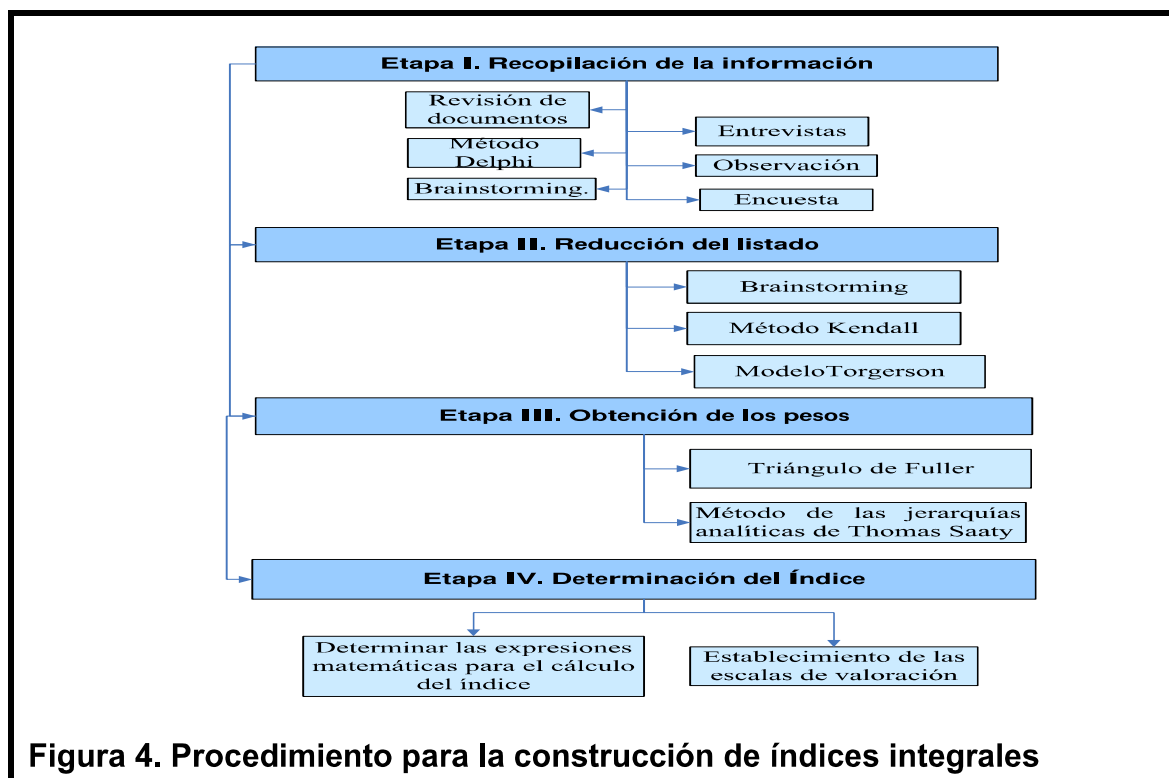 Etapa I. Recopilación de la información
Revisión de
documentos
Entrevistas
Método
Delphi
Observación
Brainstorming.
Encuesta
Etapa II. Reducción del listado
Brainstorming
Método Kendall
ModeloTorgerson
Etapa III. Obtención de los pesos
Triángulo de Fuller
Método de las jerarquías
analíticas de Thomas Saaty
Etapa IV. Determinación del Índice
Determinar las expresiones
matemáticas para el cálculo
del índice
Establecimiento de las
escalas de valoración
Figura 4. Procedimiento para la construcción de índices integrales